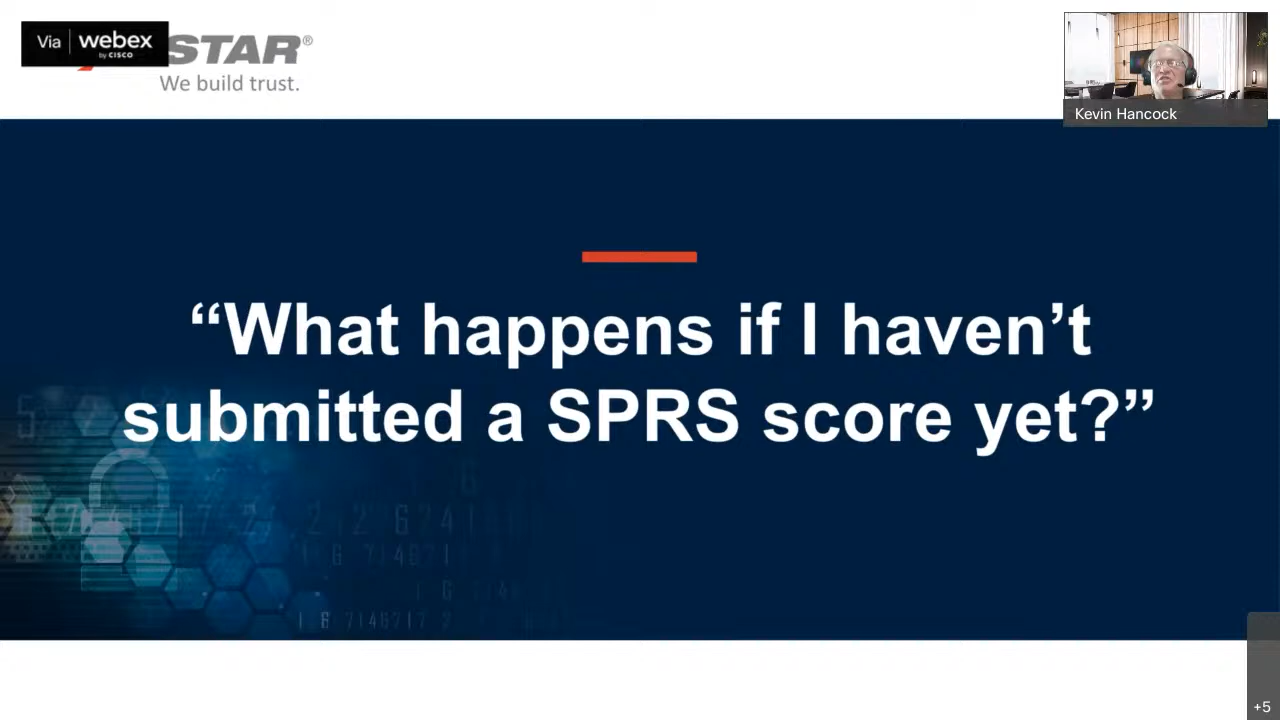 Via webex
by CISCO
STAR®
We build trust.
Kevin Hancock
“What happens if I haven’t
submitted a SPRS score yet?”
+5